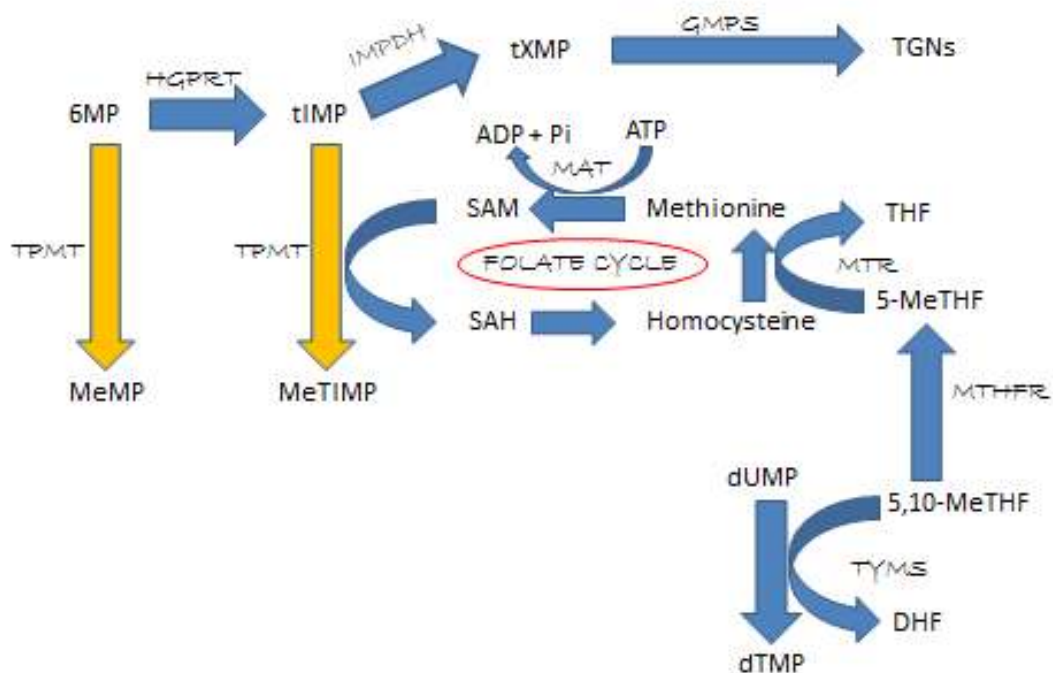 GMPS
IMPDH
tXMP
TGNs
HGPRT
6MP
tIMP
ADP + Pi
ATP
MAT
SAM
Methionine
THF
TPMT
TPMT
FOLATE CYCLE
MTR
5-MeTHF
SAH
Homocysteine
MeMP
MeTIMP
MTHFR
dUMP
5,10-MeTHF
TYMS
DHF
dTMP